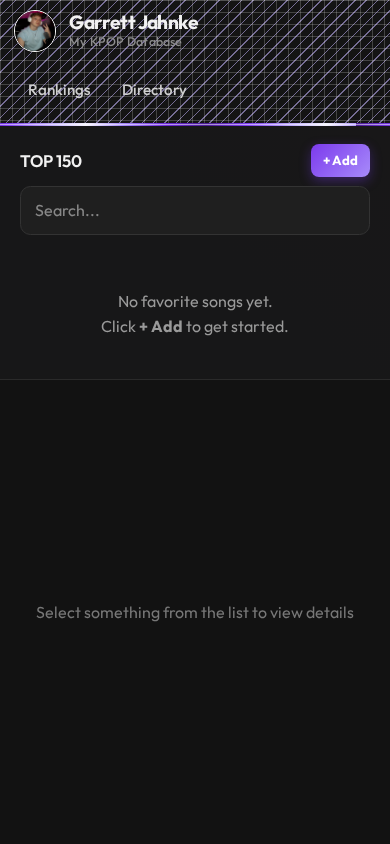 Garrett Jahnke
My KPOP Database
Rankings
Directory
TOP 150
+ Add
Search...
No favorite songs yet.
Click + Add to get started.
Select something from the list to view details